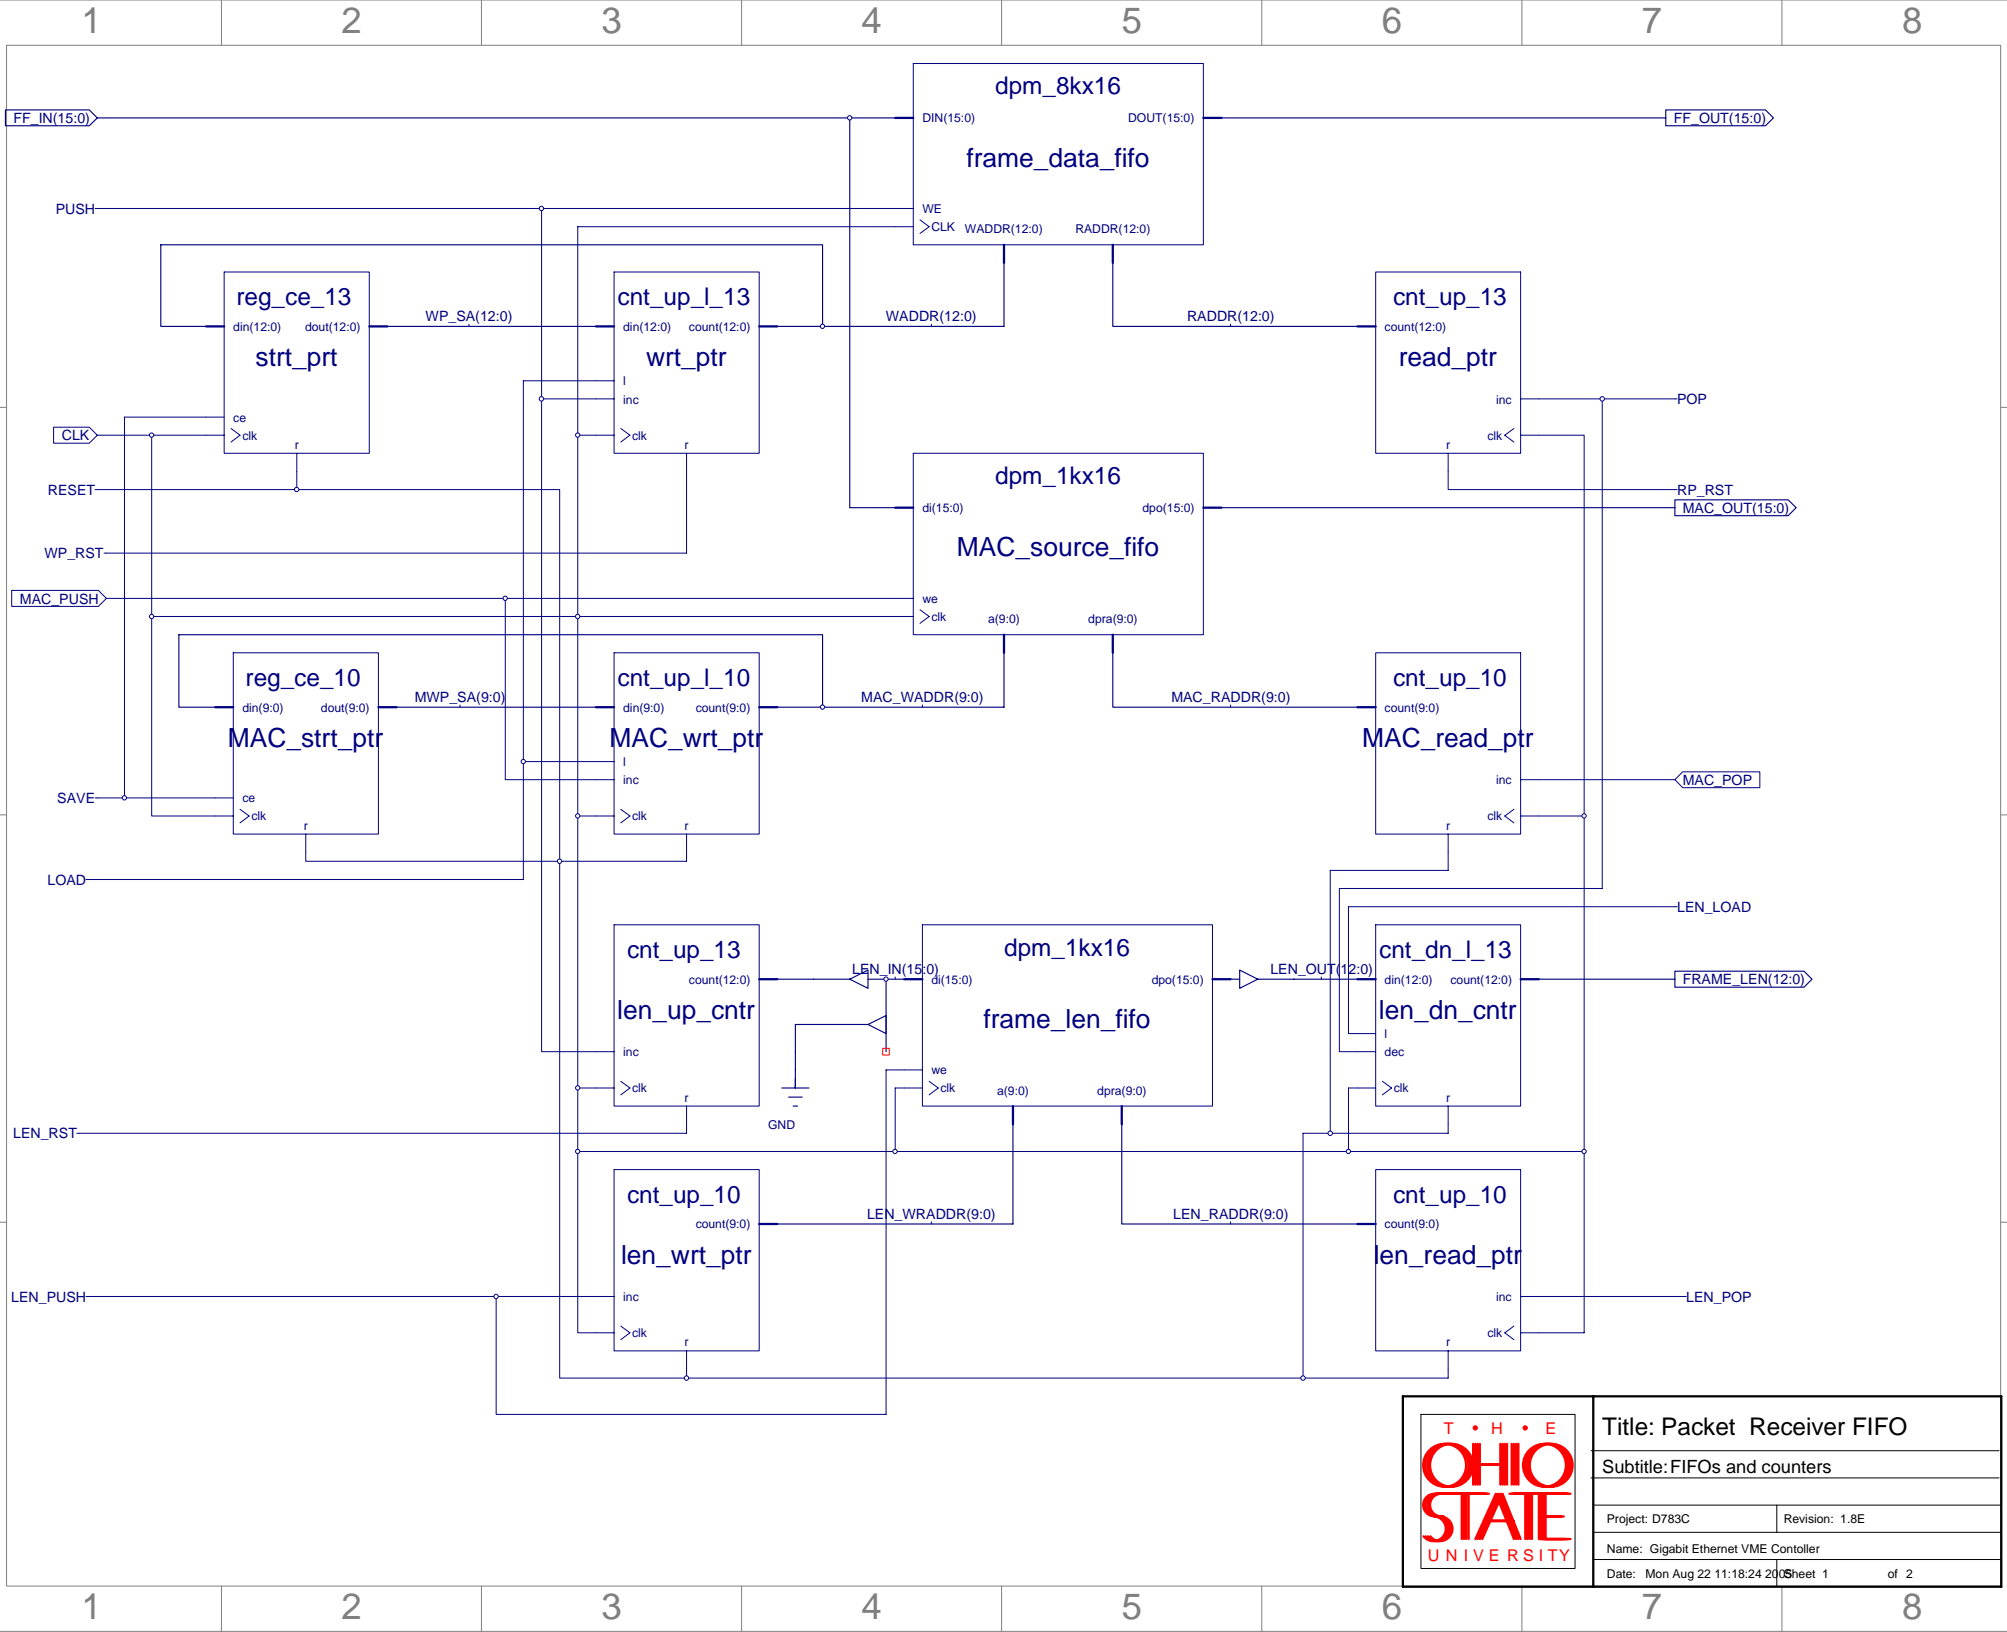 1 2 3 4 5 6 7 8
dpm_8kx16
FF_IN(15:0)
DIN(15:0) DOUT(15:0)
FF_OUT(15:0)
frame_data_fifo
PUSH
WE
CLK WADDR(12:0) RADDR(12:0)
reg_ce_13
din(12:0) dout(12:0)
strt_prt
ce
clk
r
WP_SA(12:0)
cnt_up_l_13
din(12:0) count(12:0)
wrt_ptr
l
inc
clk
r
WADDR(12:0)
RADDR(12:0)
cnt_up_13
count(12:0)
read_ptr
inc
clk
r
POP
CLK
RESET
RP_RST
WP_RST
dpm_1kx16
di(15:0) dpo(15:0)
MAC_source_fifo
we
clk a(9:0) dpra(9:0)
MAC_OUT(15:0)
MAC_PUSH
reg_ce_10
din(9:0) dout(9:0)
MAC_strt_ptr
ce
clk
r
MWP_SA(9:0)
cnt_up_l_10
din(9:0) count(9:0)
MAC_wrt_ptr
l
inc
clk
r
MAC_WADDR(9:0)
MAC_RADDR(9:0)
cnt_up_10
count(9:0)
MAC_read_ptr
inc
clk
r
MAC_POP
SAVE
LOAD
LEN_LOAD
cnt_up_13
count(12:0)
len_up_cntr
inc
clk
r
LEN_IN(15:0)
GND
dpm_1kx16
di(15:0) dpo(15:0)
frame_len_fifo
we
clk a(9:0) dpra(9:0)
LEN_OUT(12:0)
cnt_dn_l_13
din(12:0) count(12:0)
len_dn_cntr
l
dec
clk
r
FRAME_LEN(12:0)
LEN_RST
cnt_up_10
count(9:0)
len_wrt_ptr
inc
clk
r
LEN_WRADDR(9:0)
LEN_RADDR(9:0)
cnt_up_10
count(9:0)
len_read_ptr
inc
clk
r
LEN_PUSH
LEN_POP
T • H • E
OHIO
STATE
UNIVERSITY
Title: Packet Receiver FIFO
Subtitle: FIFOs and counters
Project: D783C Revision: 1.8E
Name: Gigabit Ethernet VME Contoller
Date: Mon Aug 22 11:18:24 2005 Sheet 1 of 2
1 2 3 4 5 6 7 8